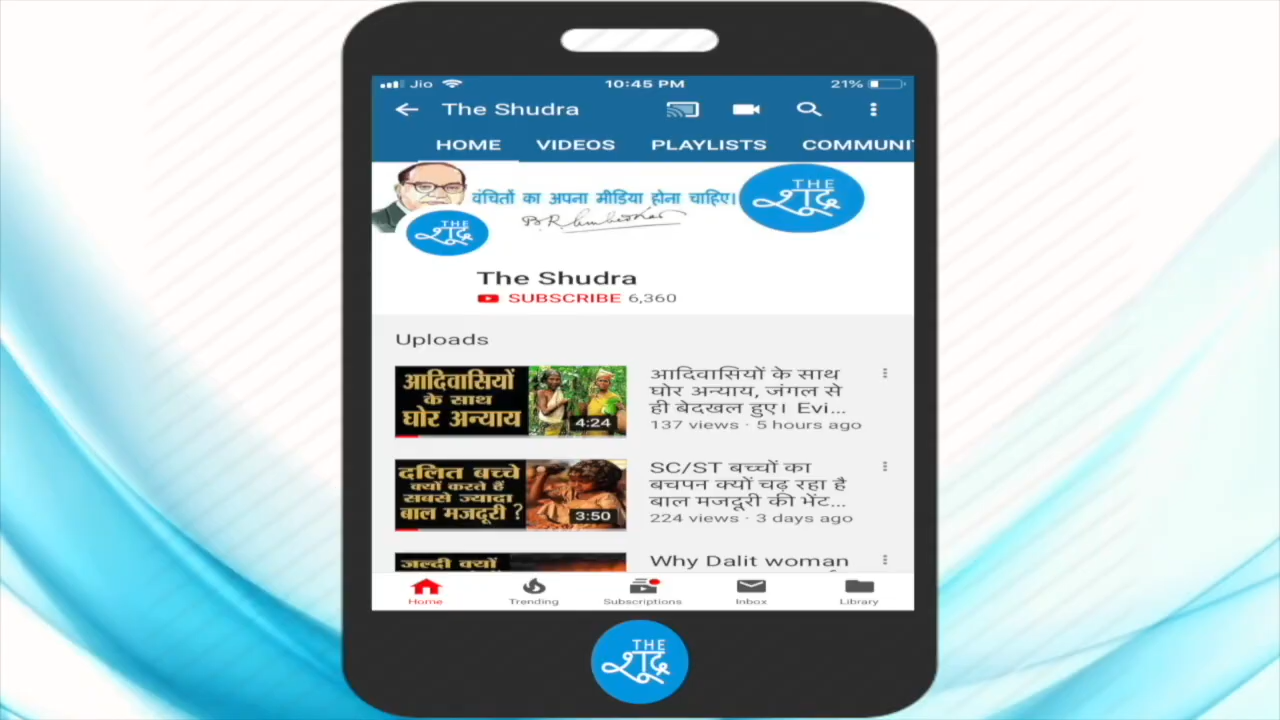 Jio
10:45 PM
21%
The Shudra
HOME
VIDEOS
PLAYLISTS
COMMUNI
वंचितों का अपना मीडिया होना चाहिए।
THE
शूद्र
THE
शूद्र
The Shudra
SUBSCRIBE 6,360
Uploads
आदिवासियों
के साथ
घोर अन्याय
4:24
आदिवासियों के साथ
घोर अन्याय, जंगल से
ही बेदखल हुए। Evi...
137 views · 5 hours ago
दलित बच्चे
क्यों करते हैं
सबसे ज्यादा
बाल मजदूरी ?
3:50
SC/ST बच्चों का
बचपन क्यों चढ़ रहा है
बाल मजदूरी की भेंट...
224 views · 3 days ago
जल्दी क्यों
Why Dalit woman
Home
Trending
Subscriptions
Inbox
Library
THE
शूद्र